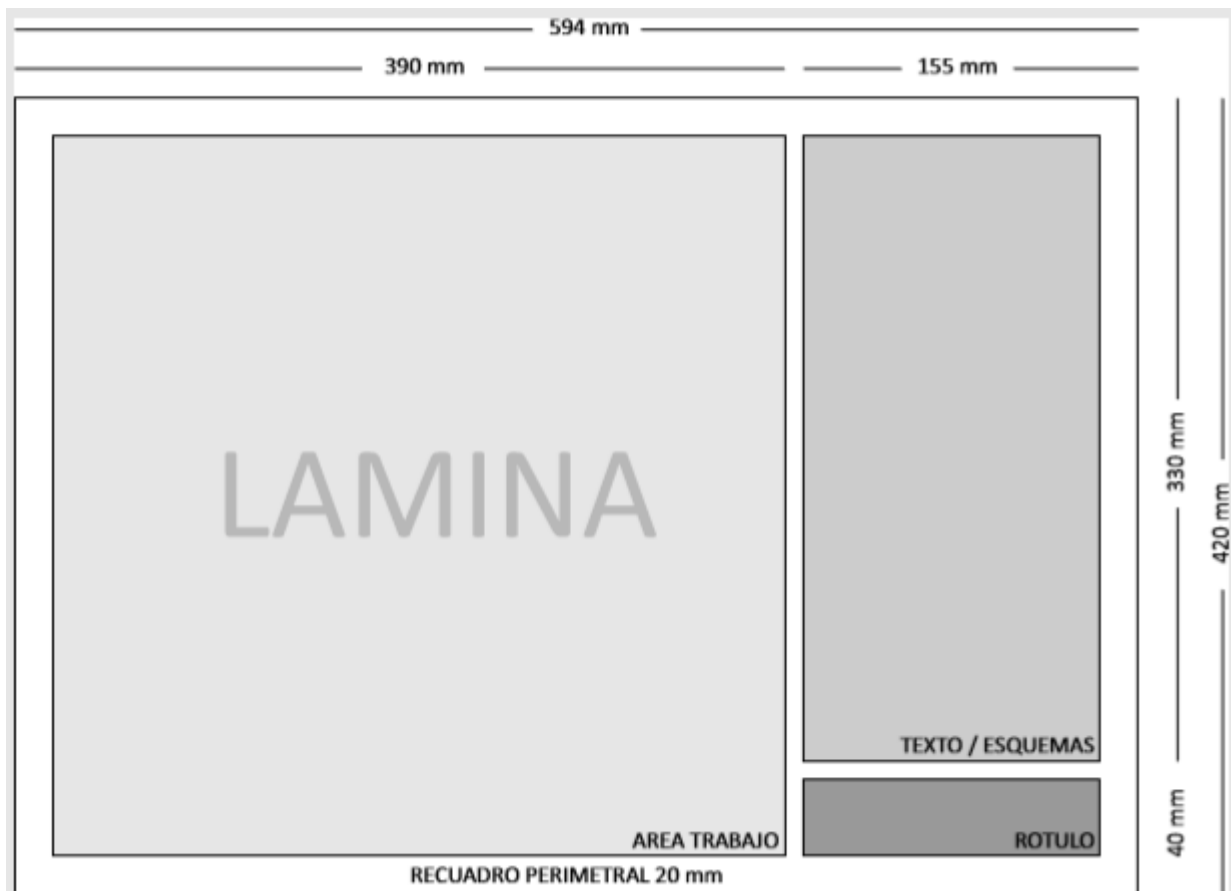 594 mm
390 mm
155 mm
LAMINA
330 mm
420 mm
TEXTO / ESQUEMAS
40 mm
AREA TRABAJO
ROTULO
RECUADRO PERIMETRAL 20 mm